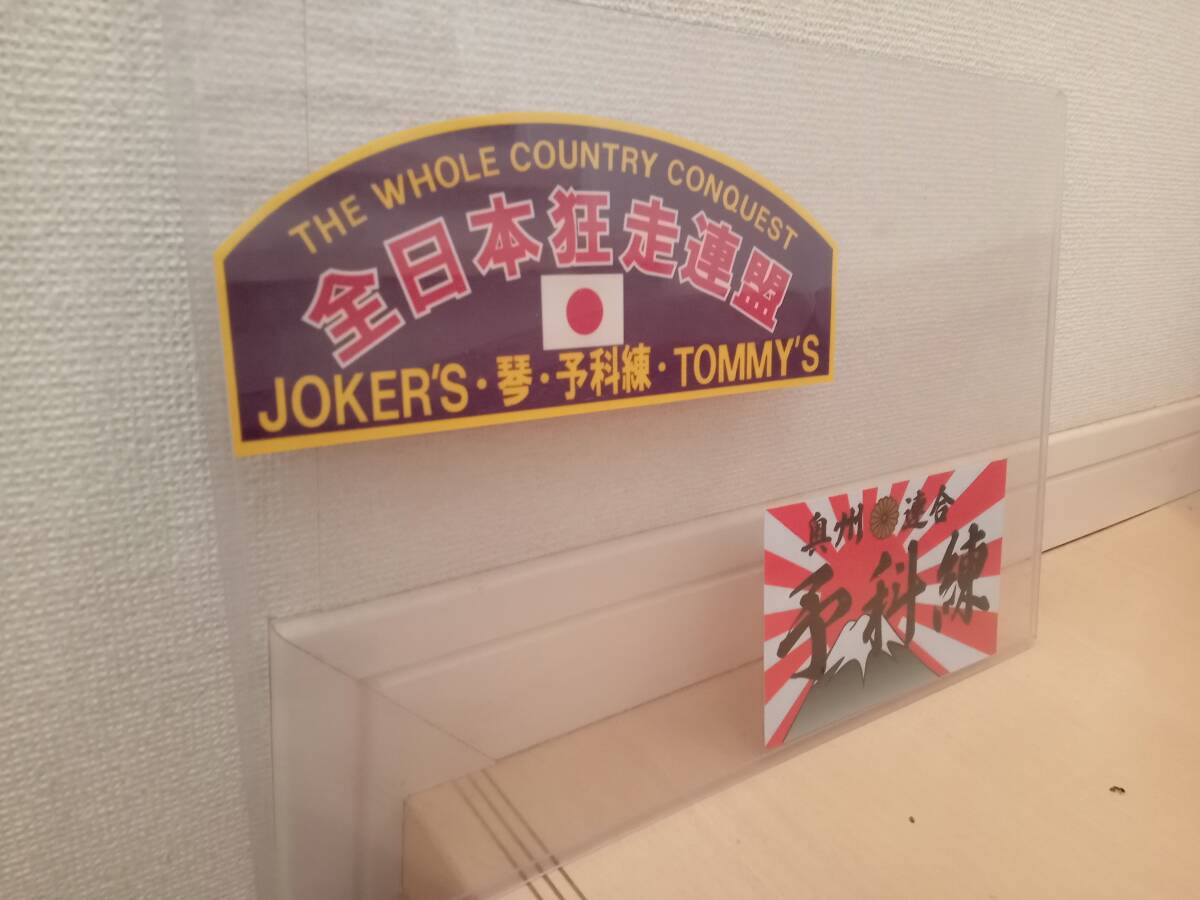 THE WHOLE COUNTRY CONQUEST
全日本狂走連盟
JOKER'S・琴・予科練・TOMMY'S
奥州連合
予科練